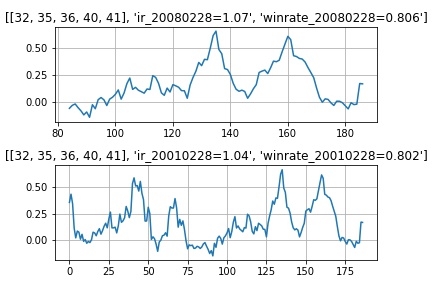 [[32, 35, 36, 40, 41], 'ir_20080228=1.07', 'winrate_20080228=0.806']
0.50
0.25
0.00
80 100 120 140 160 180
[[32, 35, 36, 40, 41], 'ir_20010228=1.04', 'winrate_20010228=0.802']
0.50
0.25
0.00
0 25 50 75 100 125 150 175